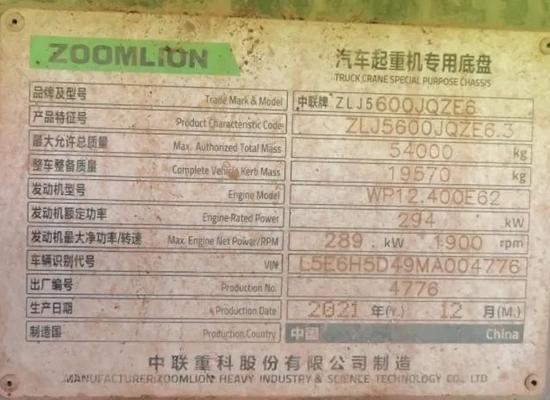 ZOOMLION
汽车起重机专用底盘
TRUCK CRANE SPECIAL PURPOSE CHASSIS
品牌及型号 Trade Mark & Model 中联牌 ZLJ5600JQZE6
产品特征号 Product Characteristic Code ZLJ5600JQZE6.3
最大允许总质量 Max. Authorized Total Mass 54000 kg
整车整备质量 Complete Vehicle Kerb Mass 19570 kg
发动机型号 Engine Model WP12.400E62
发动机额定功率 Engine Rated Power 294 kW
发动机最大净功率/转速 Max. Engine Net Power/RPM 289 kW 1900 rpm
车辆识别代号 VIN L5E6H5D49MA004776
出厂编号 Production No. 4776
生产日期 Production Date 2021 年(Y.) 12 月(M.)
制造国 Production Country 中国 China
中联重科股份有限公司制造
MANUFACTURER:ZOOMLION HEAVY INDUSTRY & SCIENCE TECHNOLOGY CO., LTD